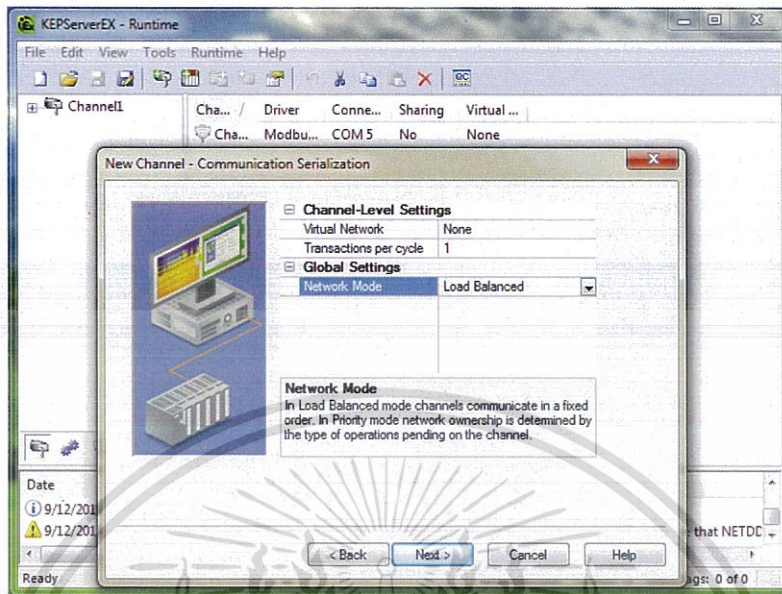 KEPServerEX - Runtime
File Edit View Tools Runtime Help
Channel1
Cha... / Driver Conne... Sharing Virtual ...
Cha... Modbu... COM 5 No None
New Channel - Communication Serialization
Channel-Level Settings
Virtual Network None
Transactions per cycle 1
Global Settings
Network Mode Load Balanced
Network Mode
In Load Balanced mode channels communicate in a fixed
order. In Priority mode network ownership is determined by
the type of operations pending on the channel.
Date
9/12/201
9/12/201 that NETDD
< Back Next > Cancel Help
Ready ags: 0 of 0